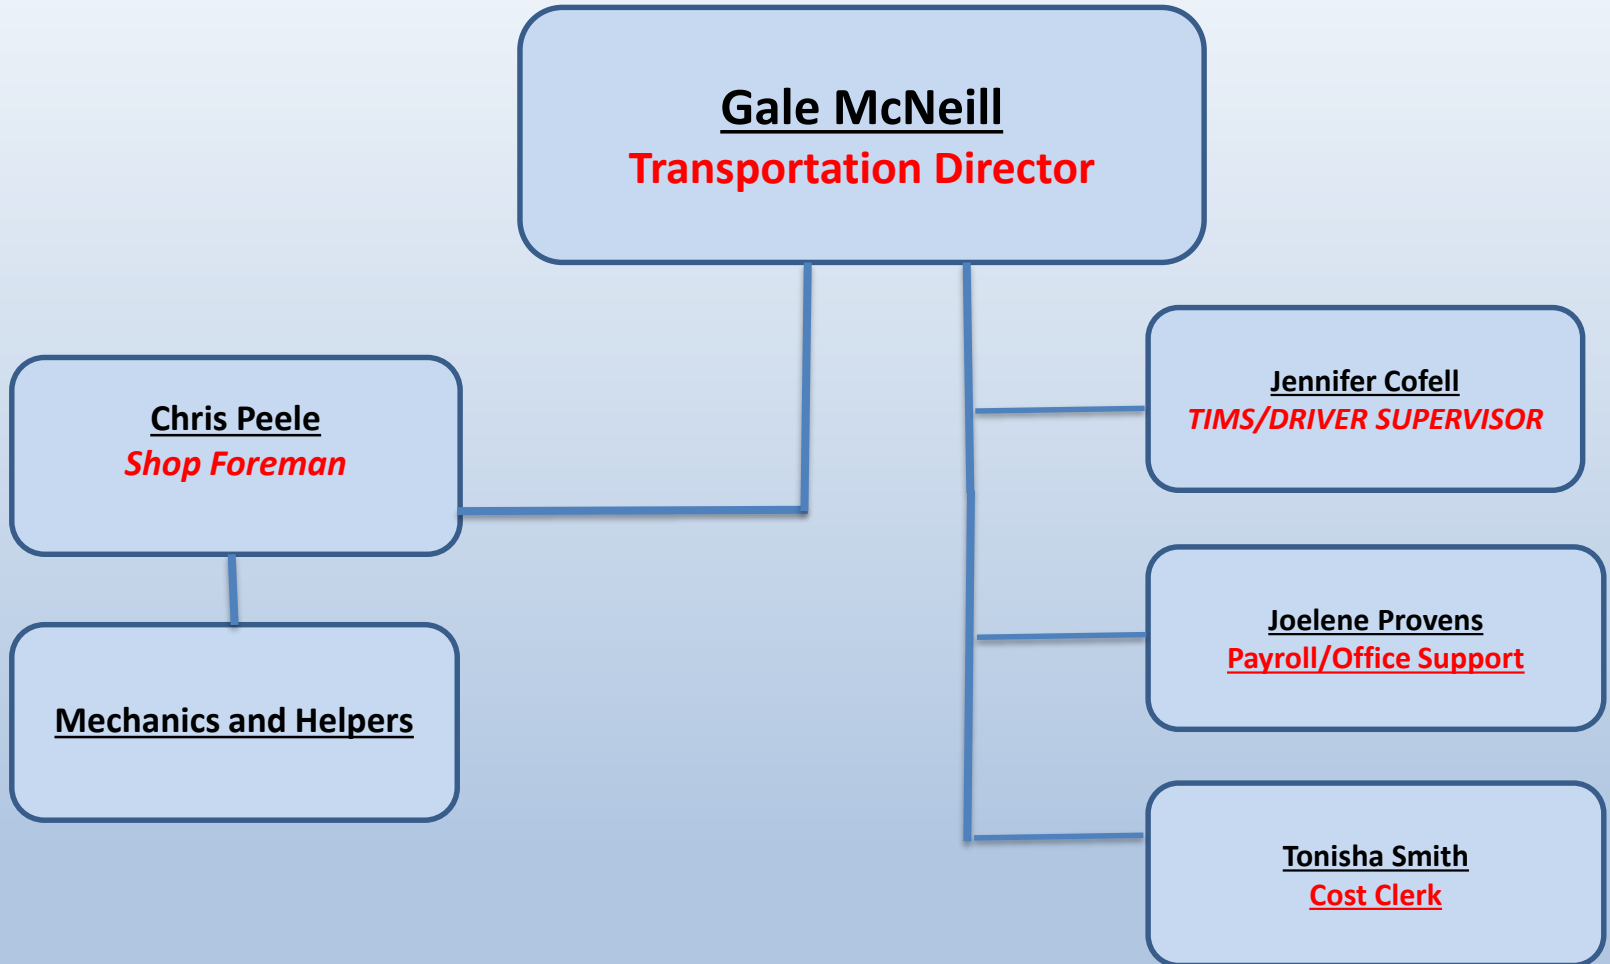 Gale McNeill
Transportation Director
Chris Peele
Shop Foreman
Mechanics and Helpers
Jennifer Cofell
TIMS/DRIVER SUPERVISOR
Joelene Provens
Payroll/Office Support
Tonisha Smith
Cost Clerk